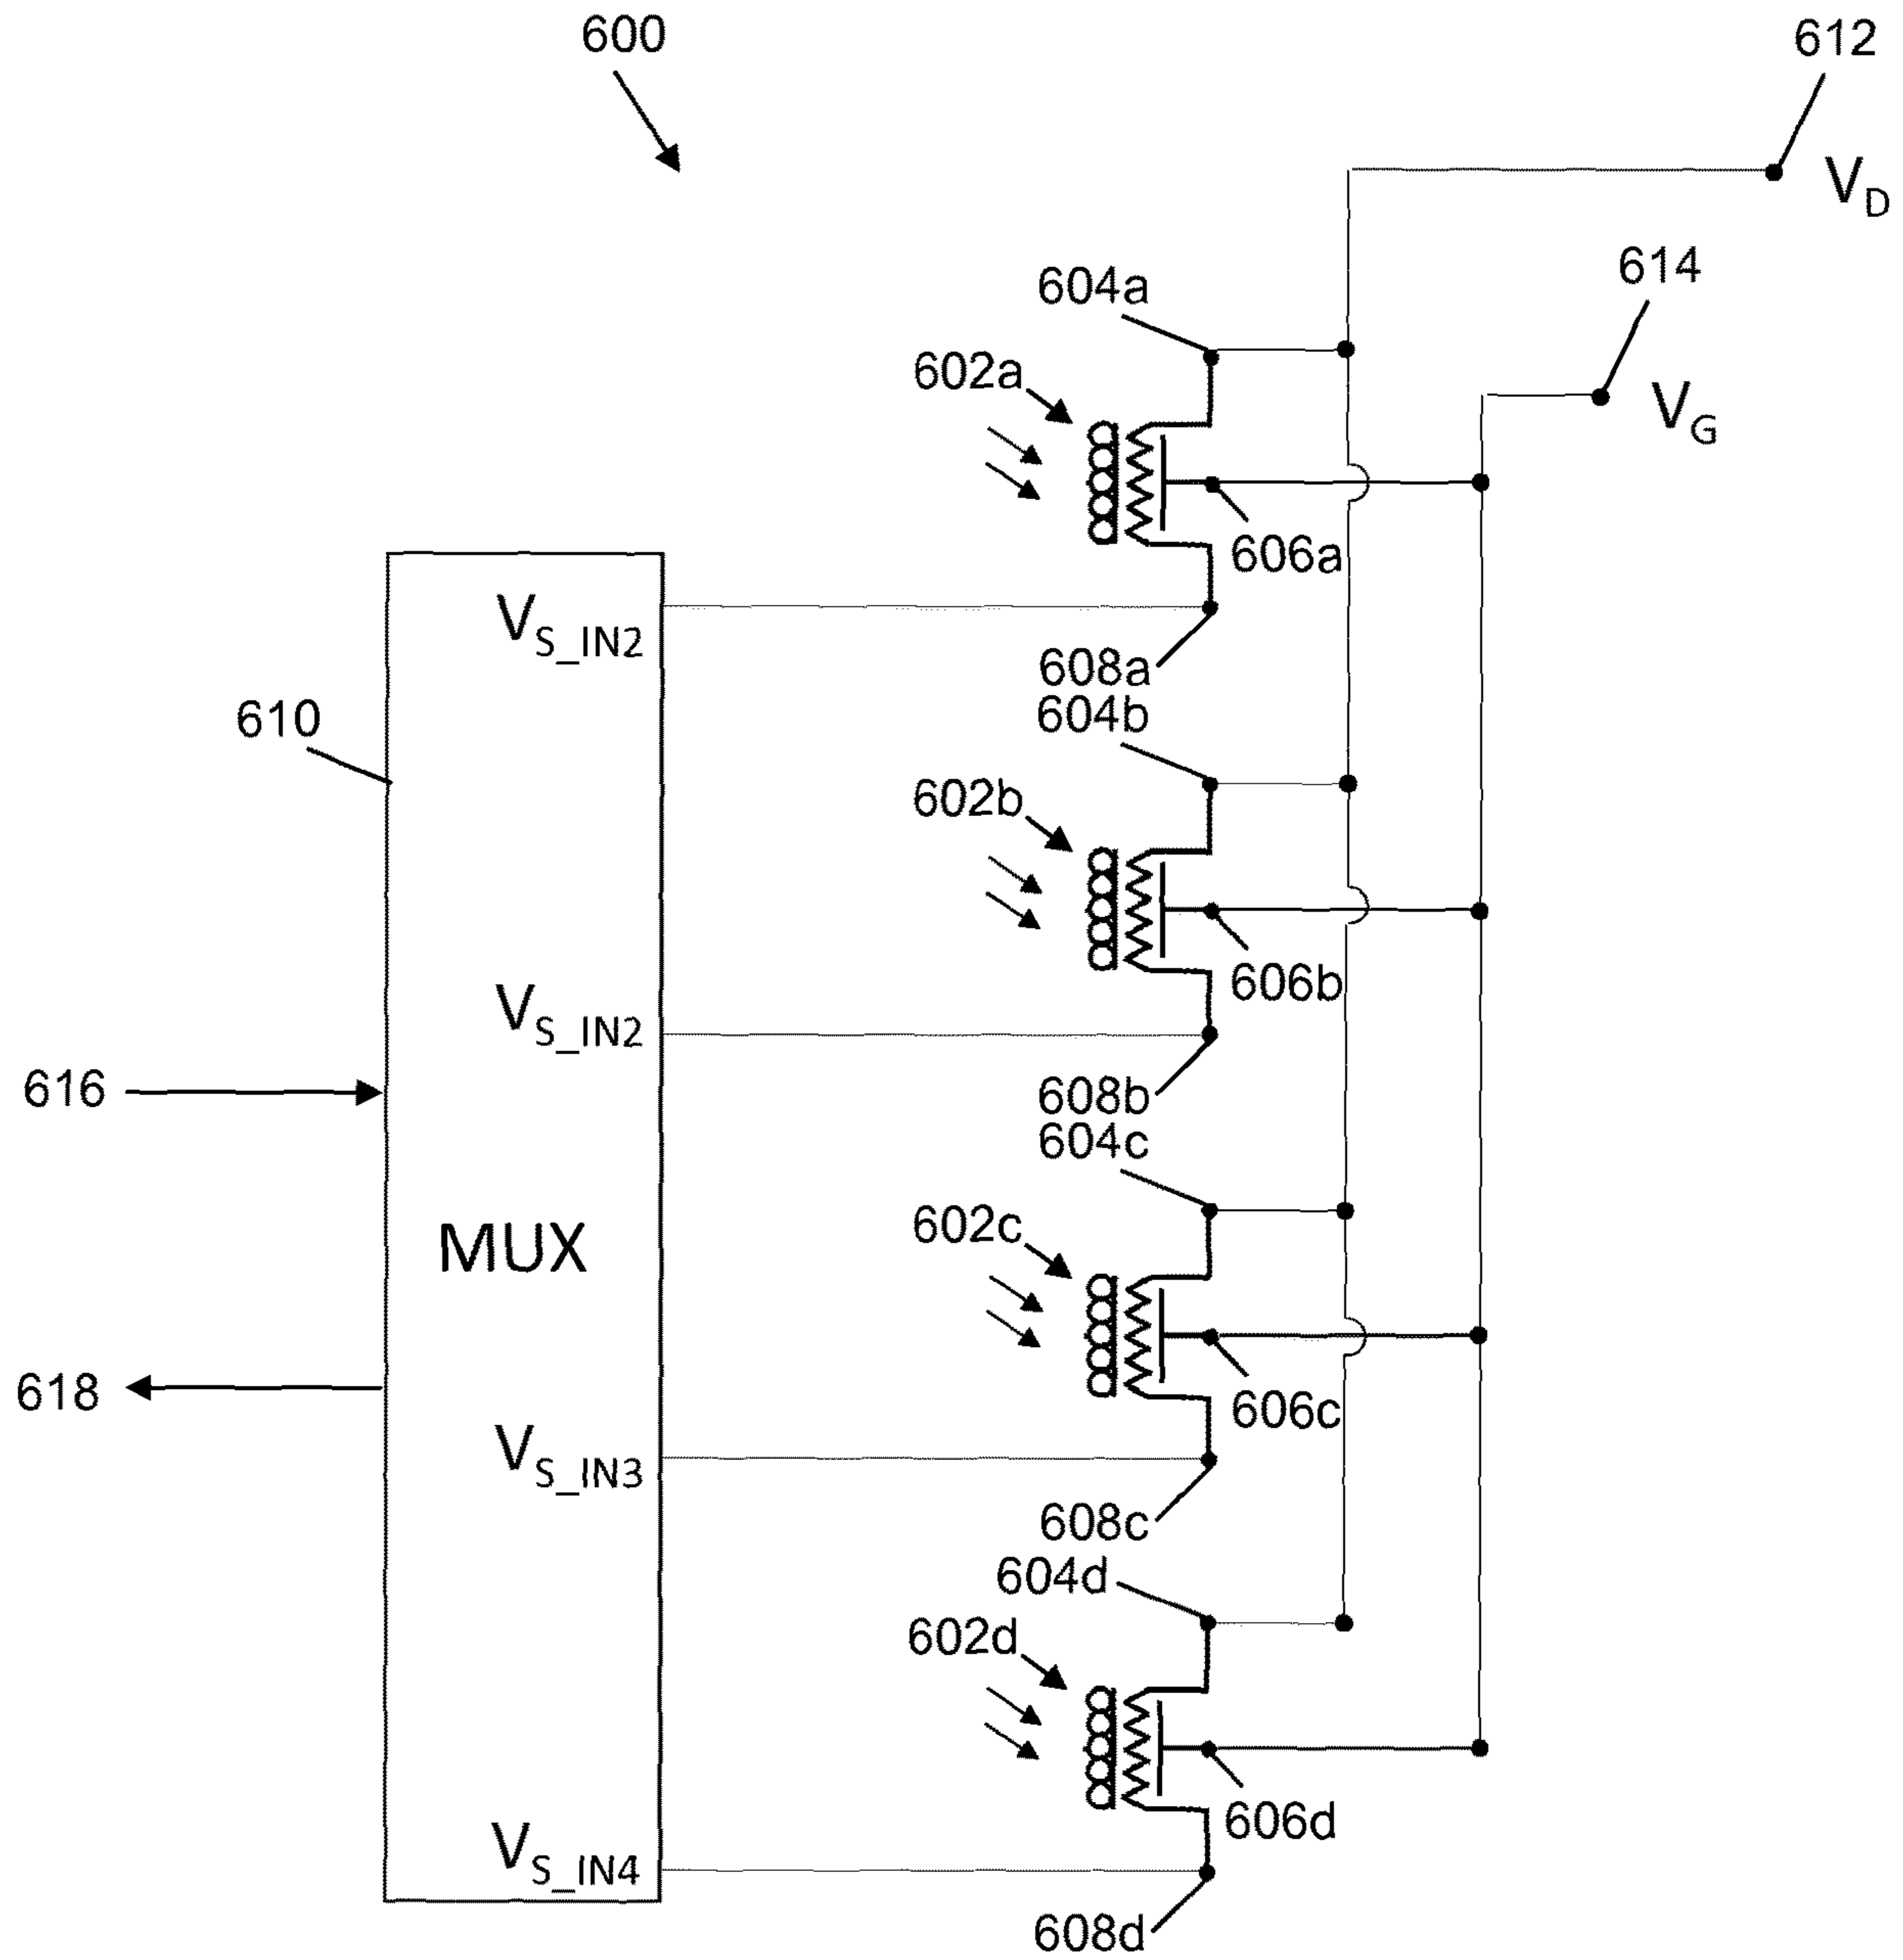 600
612
V_D
614
604a
602a
V_G
606a
V_S_IN2
608a
610
604b
602b
606b
V_S_IN2
616
608b
604c
602c
MUX
618
606c
V_S_IN3
608c
604d
602d
606d
V_S_IN4
608d